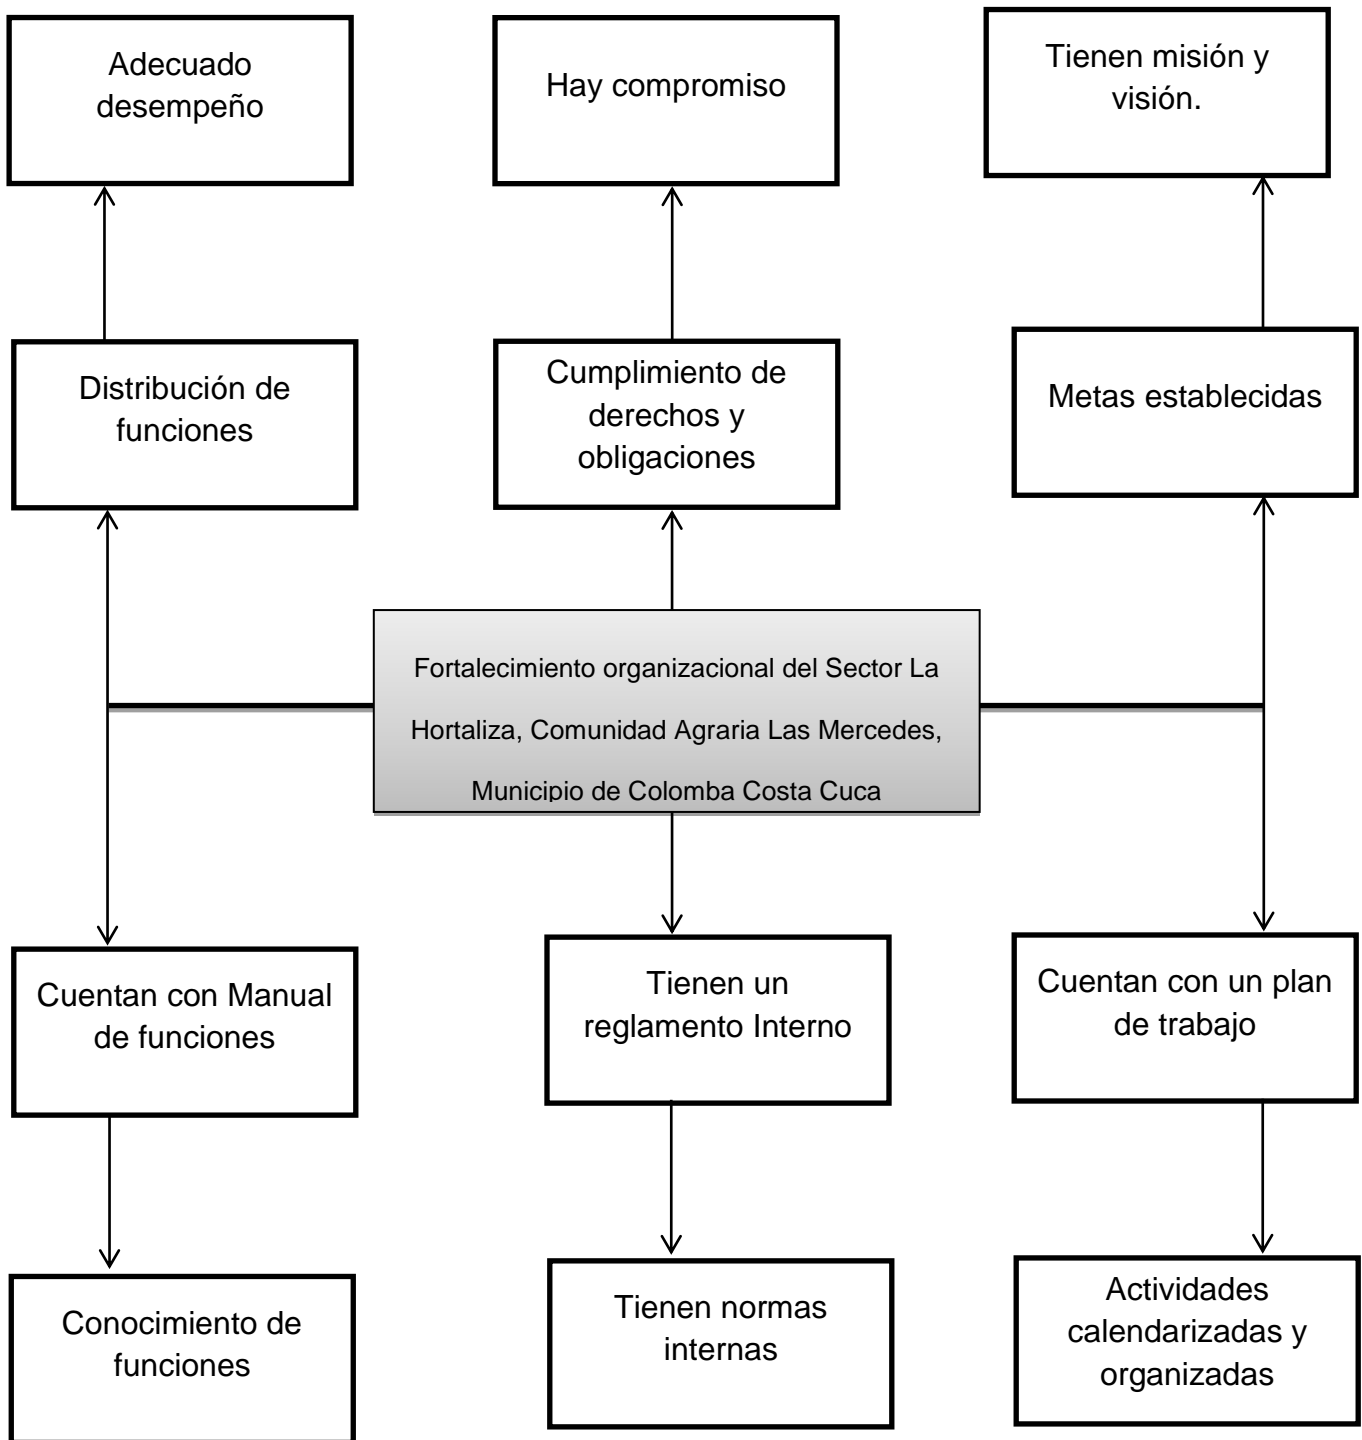 Adecuado
desempeño
Hay compromiso
Tienen misión y
visión.
Distribución de
funciones
Cumplimiento de
derechos y
obligaciones
Metas establecidas
Fortalecimiento organizacional del Sector La
Hortaliza, Comunidad Agraria Las Mercedes,
Municipio de Colomba Costa Cuca
Cuentan con Manual
de funciones
Tienen un
reglamento Interno
Cuentan con un plan
de trabajo
Conocimiento de
funciones
Tienen normas
internas
Actividades
calendarizadas y
organizadas